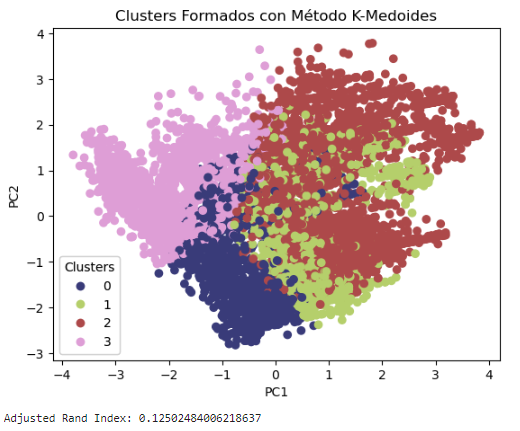 Clusters Formados con Método K-Medoides
4
3
2
1
0
−1
−2
−3
PC2
Clusters
0
1
2
3
−4 −3 −2 −1 0 1 2 3 4
PC1
Adjusted Rand Index: 0.12502484006218637